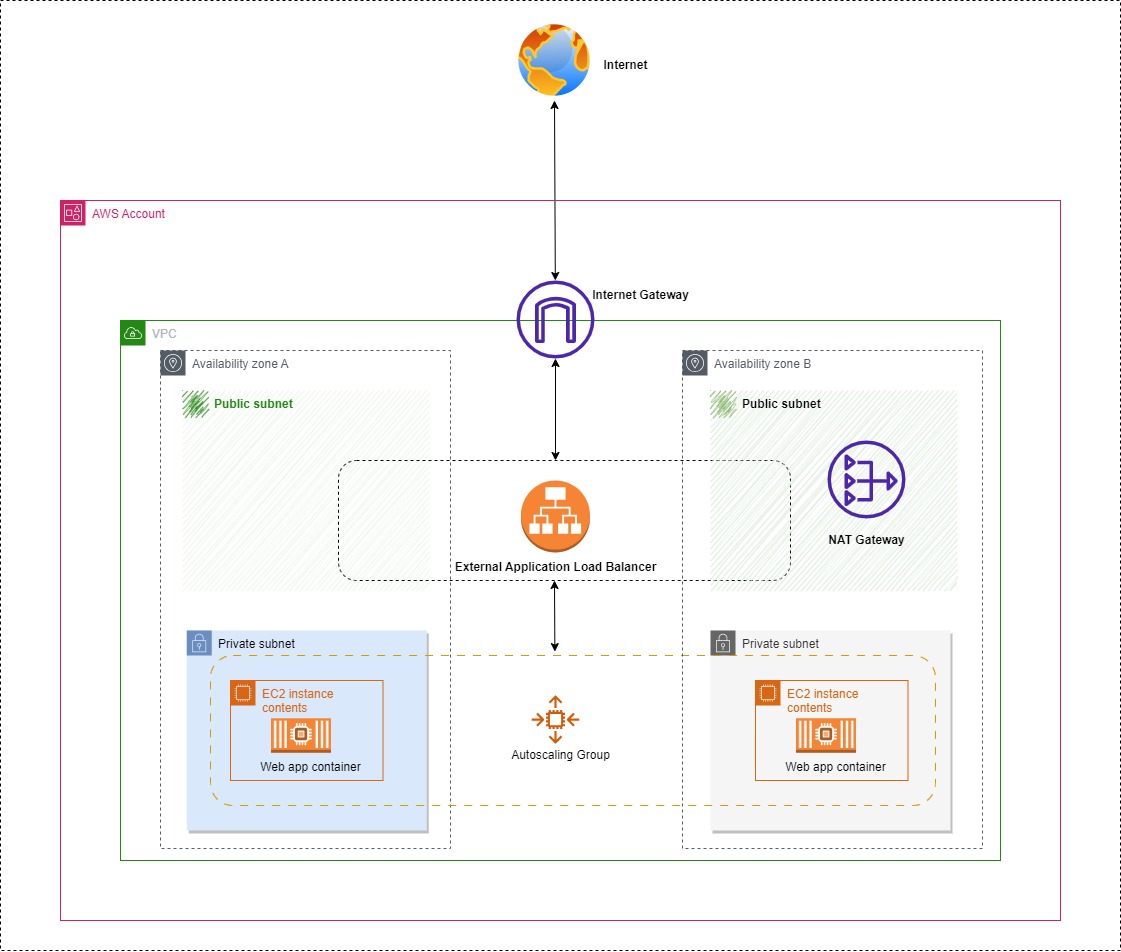 Internet
AWS Account
Internet Gateway
VPC
Availability zone A
Availability zone B
Public subnet
Public subnet
NAT Gateway
External Application Load Balancer
Private subnet
Private subnet
EC2 instance
contents
Web app container
Autoscaling Group
EC2 instance
contents
Web app container